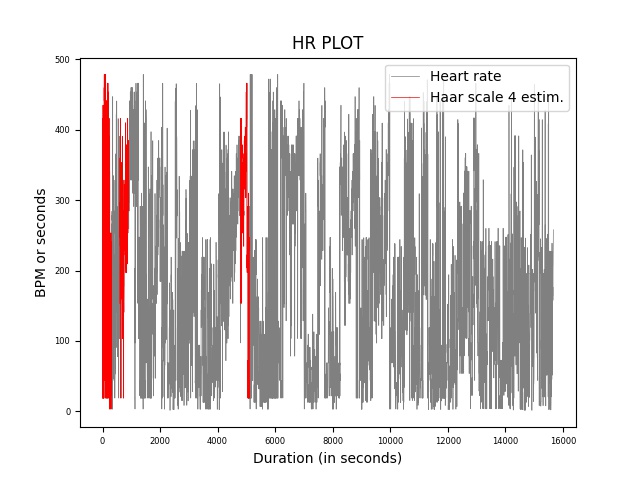 HR PLOT
Heart rate
Haar scale 4 estim.
BPM or seconds
500
400
300
200
100
0
0 2000 4000 6000 8000 10000 12000 14000 16000
Duration (in seconds)